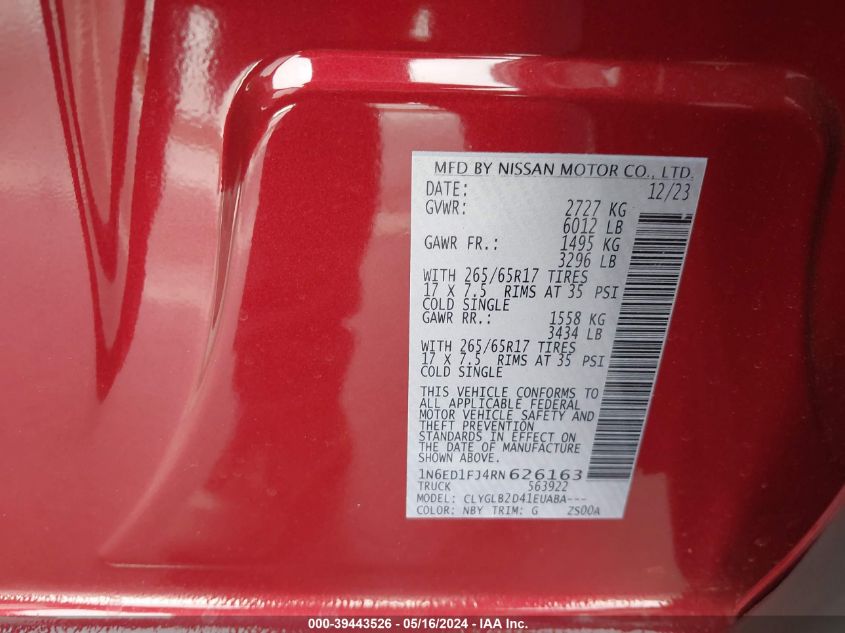 MFD BY NISSAN MOTOR CO., LTD.
DATE: 12/23
GVWR: 2727 KG
6012 LB
GAWR FR.: 1495 KG
3296 LB
WITH 265/65R17 TIRES
17 X 7.5 RIMS AT 35 PSI
COLD SINGLE
GAWR RR.: 1558 KG
3434 LB
WITH 265/65R17 TIRES
17 X 7.5 RIMS AT 35 PSI
COLD SINGLE
THIS VEHICLE CONFORMS TO
ALL APPLICABLE FEDERAL
MOTOR VEHICLE SAFETY AND
THEFT PREVENTION
STANDARDS IN EFFECT ON
THE DATE OF MANUFACTURE
SHOWN ABOVE.
1N6ED1FJ4RN626163
TRUCK 563922
MODEL: CLYGLB2D41EUABA---
COLOR: NBY TRIM: G ZS00A
000-39443526 - 05/16/2024 - IAA Inc.